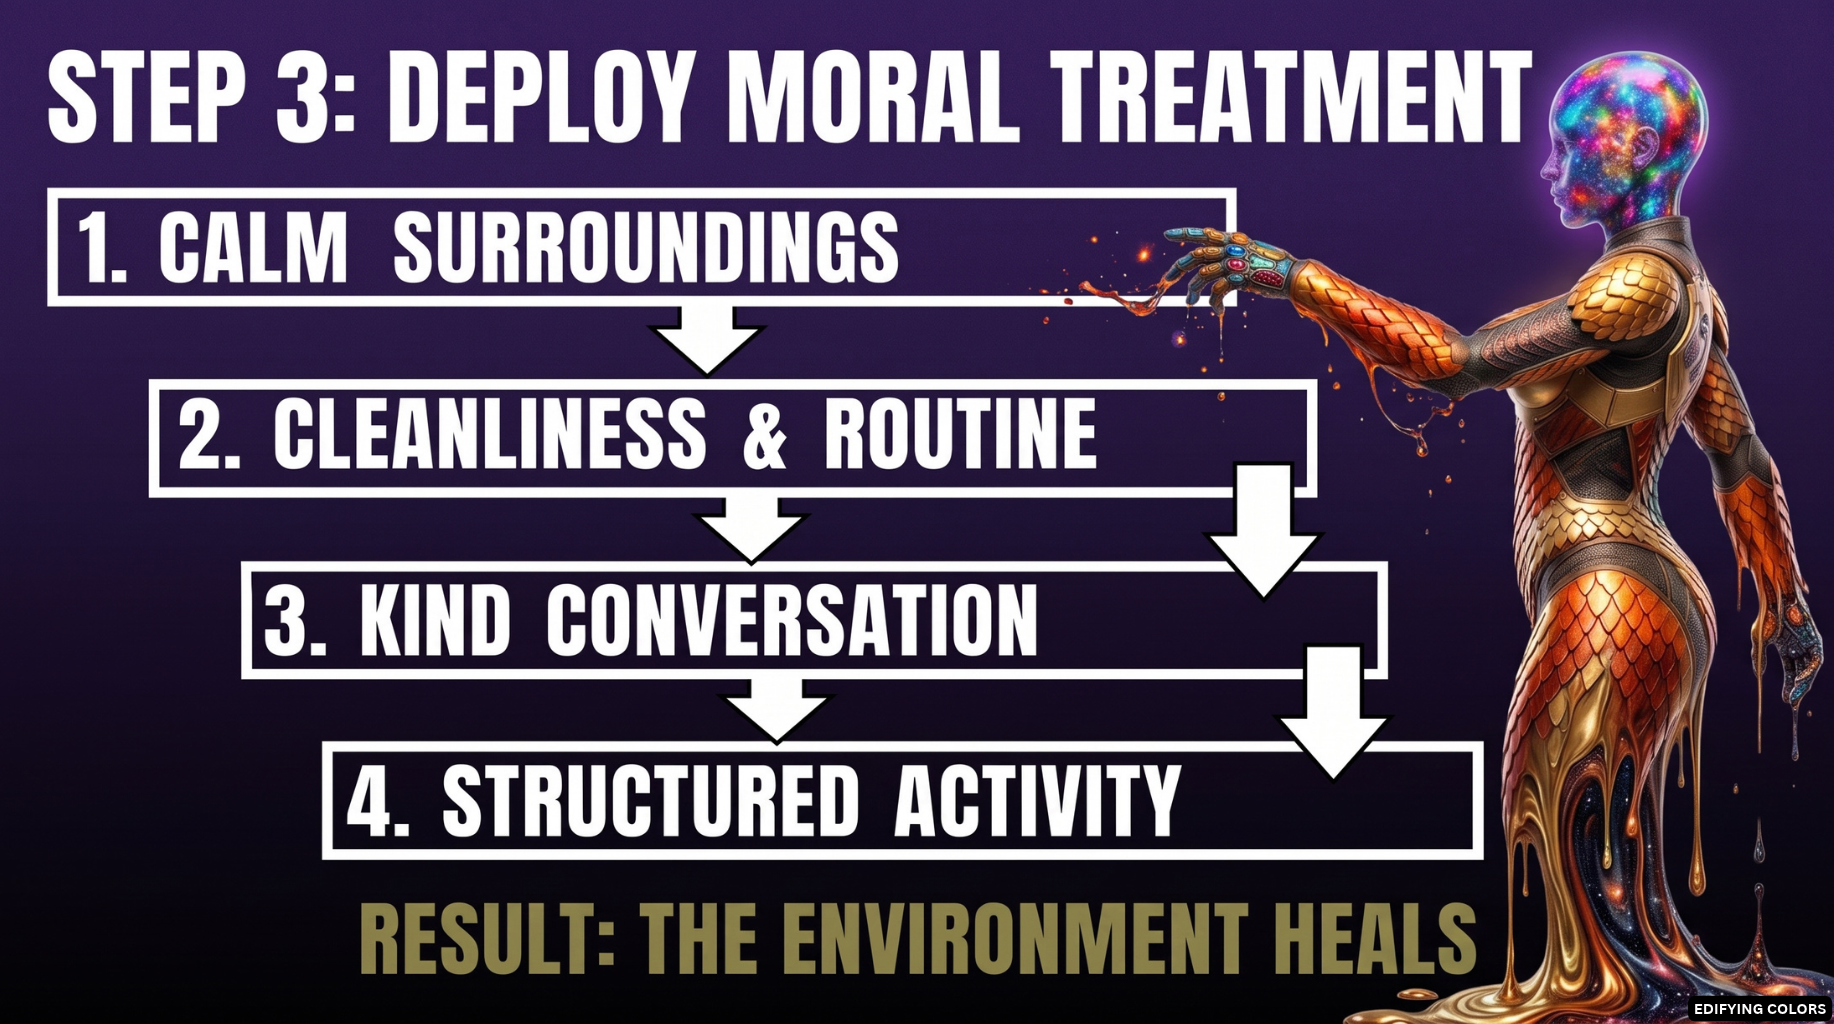 STEP 3: DEPLOY MORAL TREATMENT
1. CALM SURROUNDINGS
2. CLEANLINESS & ROUTINE
3. KIND CONVERSATION
4. STRUCTURED ACTIVITY
RESULT: THE ENVIRONMENT HEALS
EDIFYING COLORS